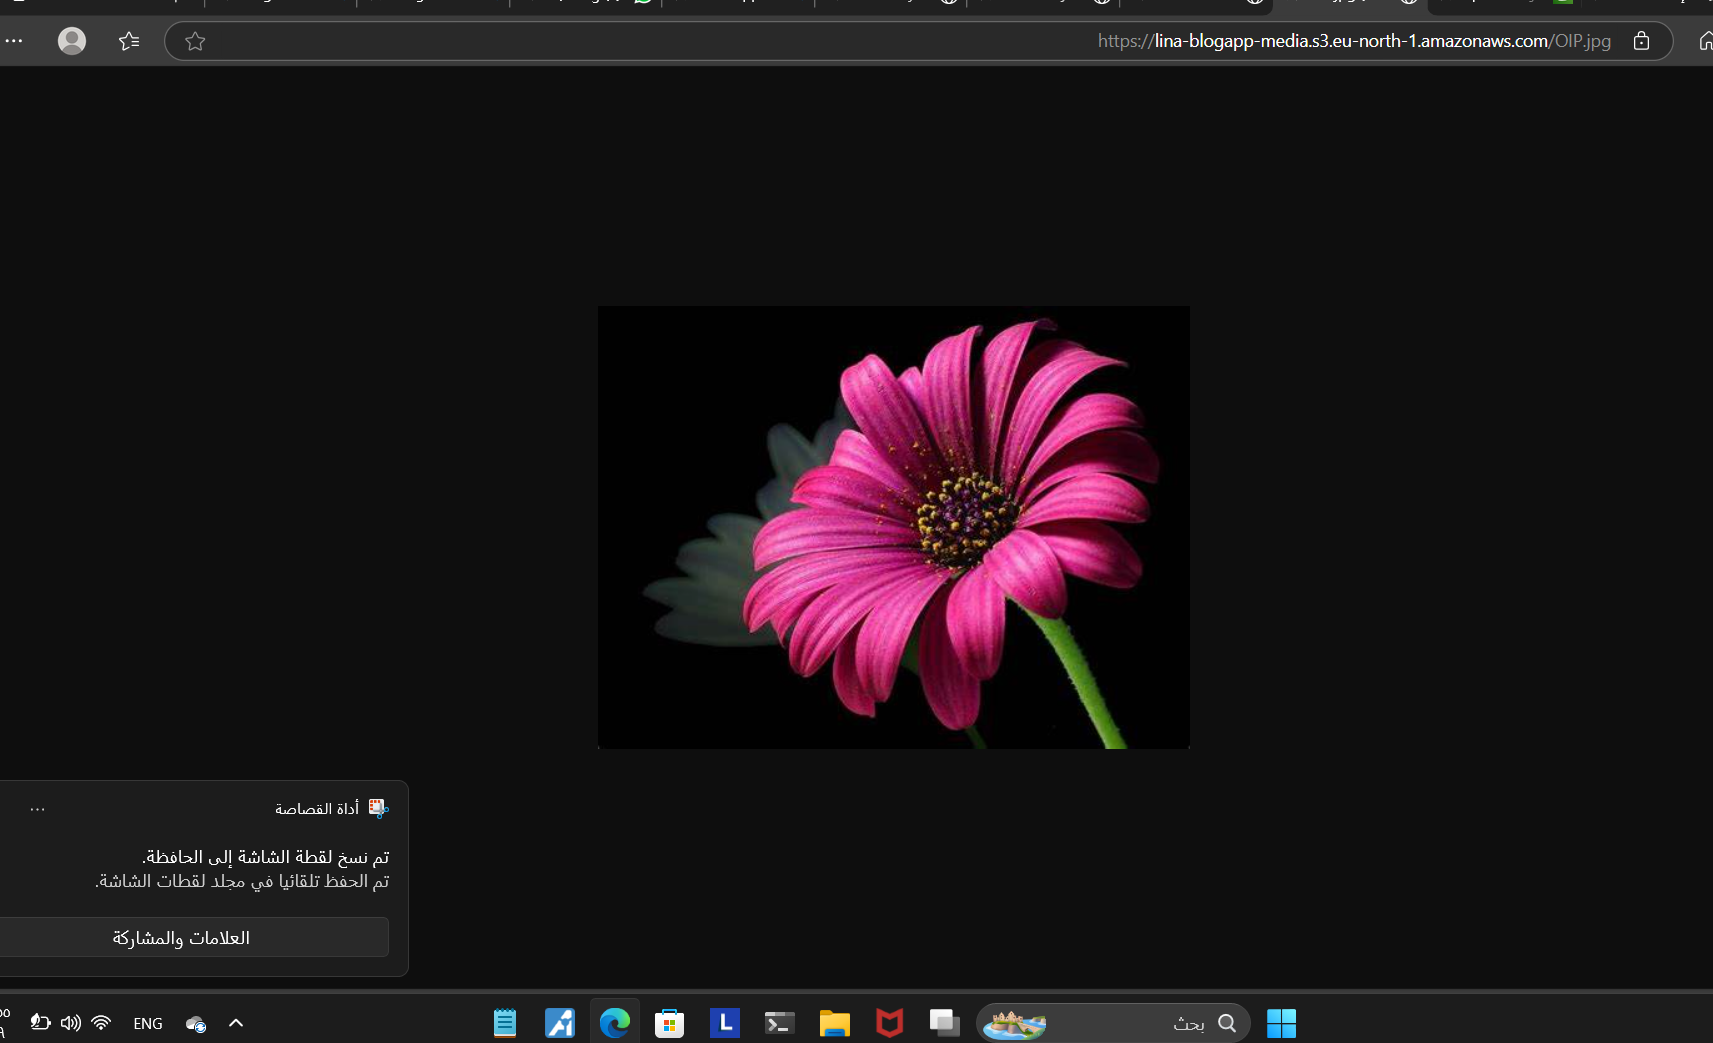 https://lina-blogapp-media.s3.eu-north-1.amazonaws.com/OIP.jpg
أداة القصاصة
تم نسخ لقطة الشاشة إلى الحافظة.
تم الحفظ تلقائيا في مجلد لقطات الشاشة.
العلامات والمشاركة
بحث
L
ENG